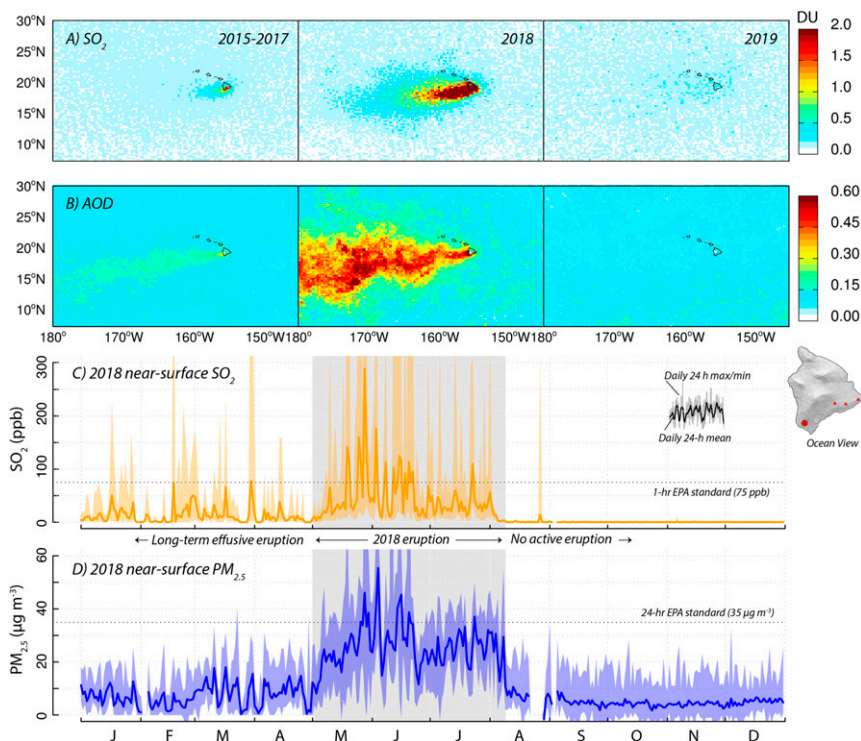 DU
30°N
A) SO2
2015-2017
2018
2019
2.0
25°N
1.5
20°N
1.0
15°N
0.5
10°N
0.0
30°N
B) AOD
0.60
25°N
0.45
20°N
0.30
15°N
0.15
10°N
0.00
180° 170°W 160°W 150°W 180° 170°W 160°W 150°W 180° 170°W 160°W 150°W
C) 2018 near-surface SO2
Daily 24 h max/min
Daily 24-h mean
Ocean View
SO2 (ppb)
300
200
100
0
1-hr EPA standard (75 ppb)
← Long-term effusive eruption ← 2018 eruption → No active eruption →
D) 2018 near-surface PM2.5
PM2.5 (µg m-3)
60
40
20
0
24-hr EPA standard (35 µg m-3)
J F M A M J J A S O N D